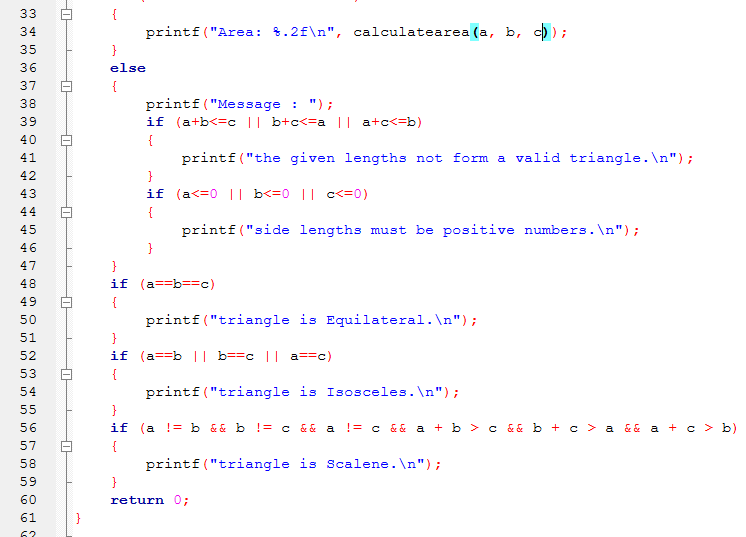 33 {
34 printf("Area: %.2f\n", calculatearea(a, b, c));
35 }
36 else
37 {
38 printf("Message : ");
39 if (a+b<=c || b+c<=a || a+c<=b)
40 {
41 printf("the given lengths not form a valid triangle.\n");
42 }
43 if (a<=0 || b<=0 || c<=0)
44 {
45 printf("side lengths must be positive numbers.\n");
46 }
47 }
48 if (a==b==c)
49 {
50 printf("triangle is Equilateral.\n");
51 }
52 if (a==b || b==c || a==c)
53 {
54 printf("triangle is Isosceles.\n");
55 }
56 if (a != b && b != c && a != c && a + b > c && b + c > a && a + c > b)
57 {
58 printf("triangle is Scalene.\n");
59 }
60 return 0;
61 }
62